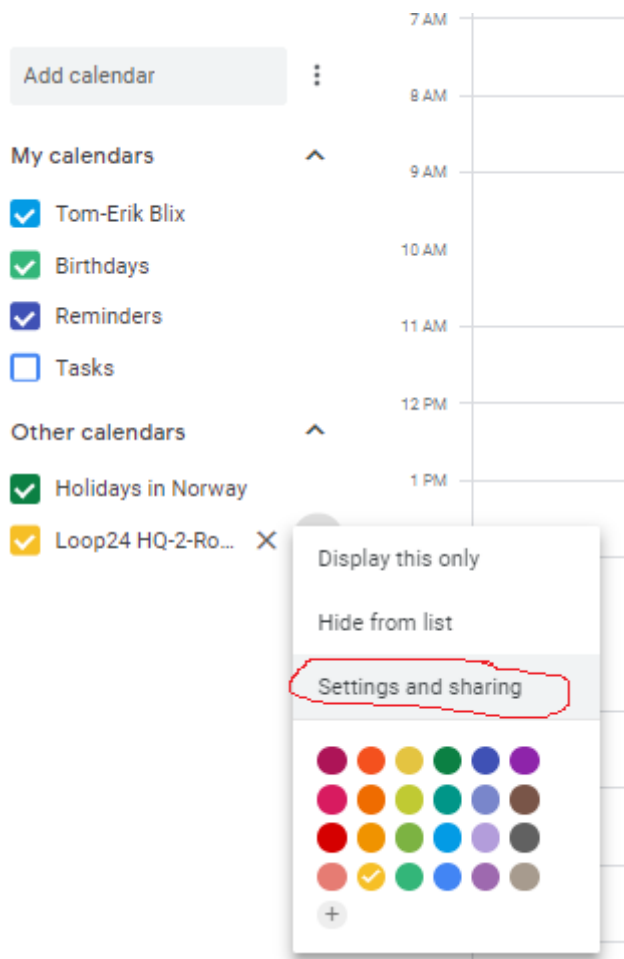 7 AM
Add calendar
8 AM
My calendars
9 AM
Tom-Erik Blix
10 AM
Birthdays
Reminders
11 AM
Tasks
12 PM
Other calendars
1 PM
Holidays in Norway
Loop24 HQ-2-Ro...
Display this only
Hide from list
Settings and sharing